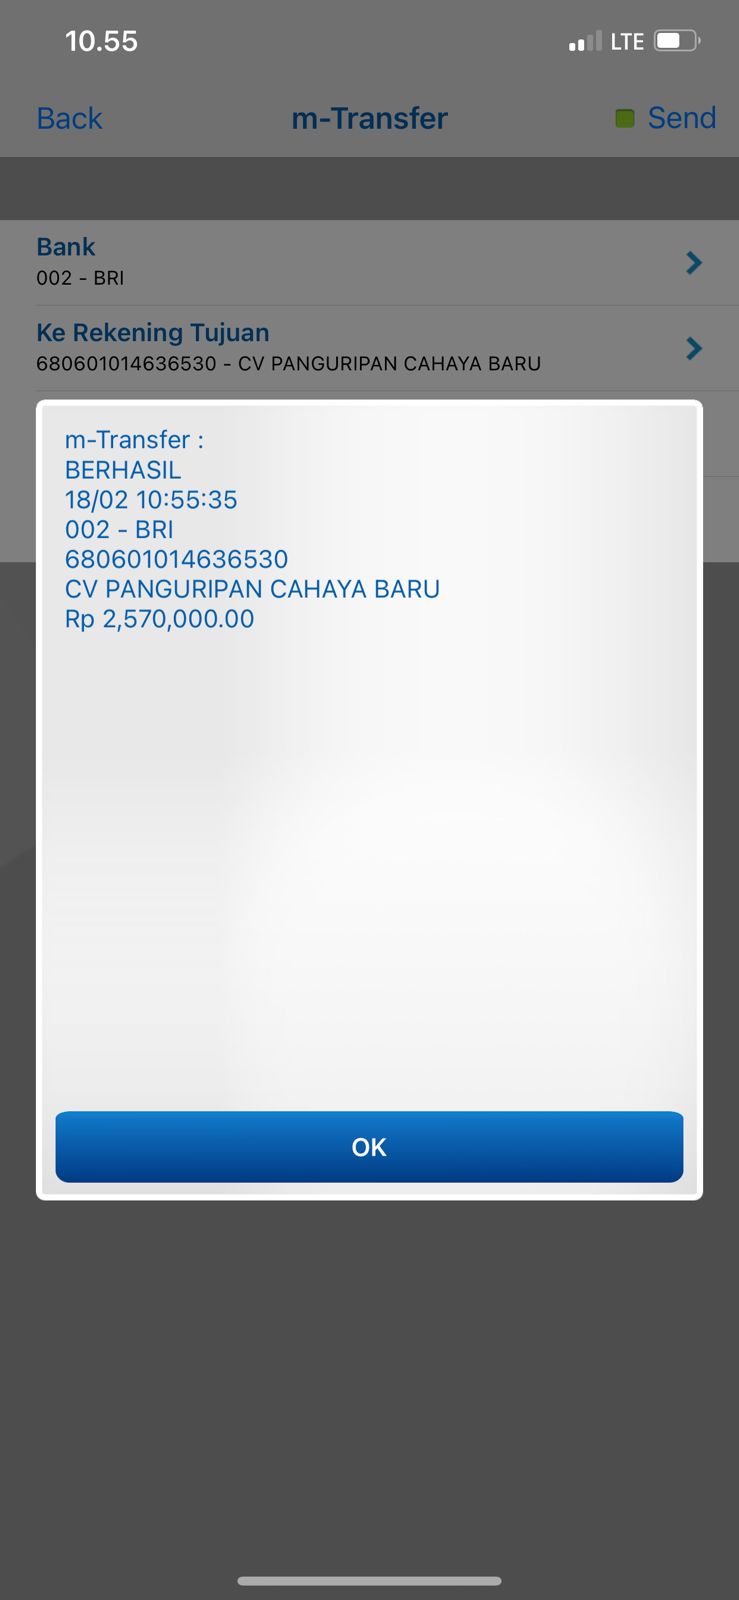 10.55
LTE
Back
m-Transfer
Send
Bank
002 - BRI
Ke Rekening Tujuan
680601014636530 - CV PANGURIPAN CAHAYA BARU
m-Transfer :
BERHASIL
18/02 10:55:35
002 - BRI
680601014636530
CV PANGURIPAN CAHAYA BARU
Rp 2,570,000.00
OK